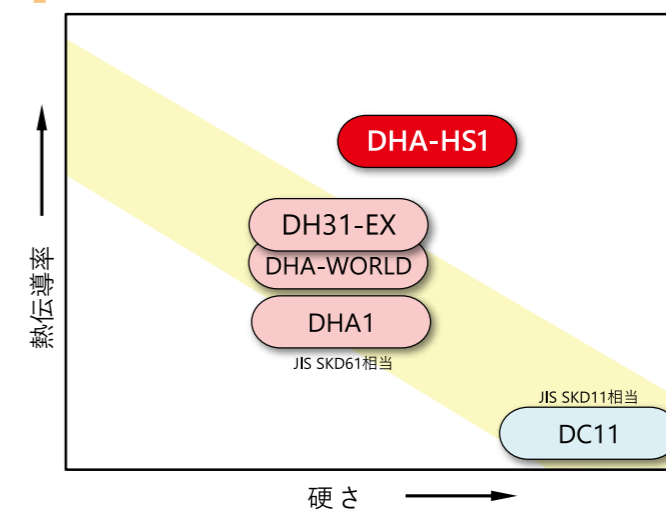 DHA-HS1
DH31-EX
DHA-WORLD
DHA1
JIS SKD61相当
JIS SKD11相当
DC11
熱伝導率
硬さ